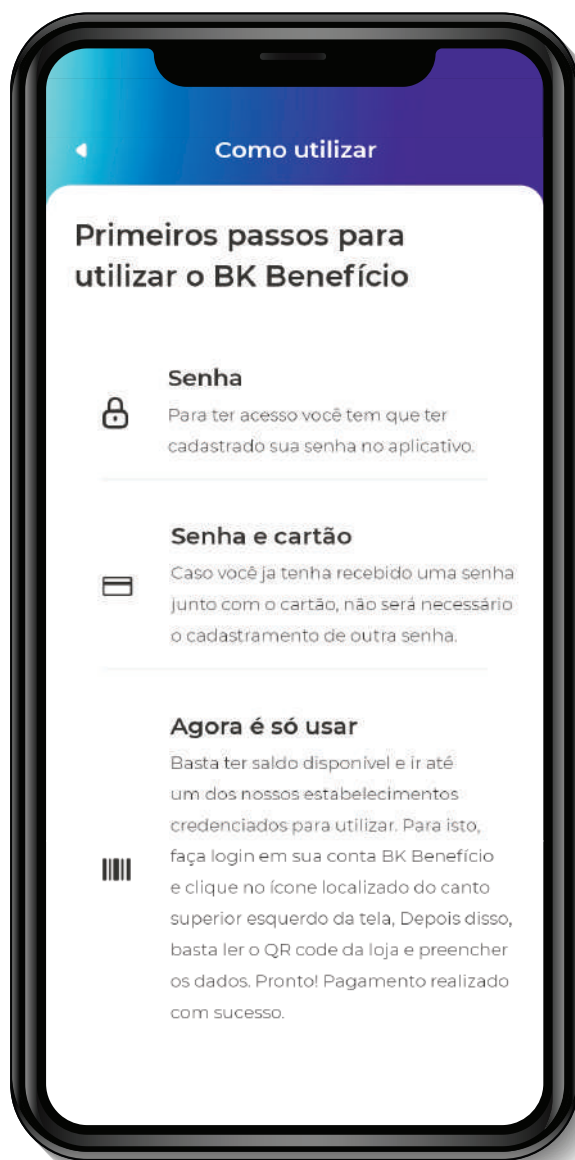 Como utilizar
Primeiros passos para
utilizar o BK Benefício
Senha
Para ter acesso você tem que ter
cadastrado sua senha no aplicativo.
Senha e cartão
Caso você ja tenha recebido uma senha
junto com o cartão, não será necessário
o cadastramento de outra senha.
Agora é só usar
Basta ter saldo disponível e ir até
um dos nossos estabelecimentos
credenciados para utilizar. Para isto,
faça login em sua conta BK Benefício
e clique no ícone localizado do canto
superior esquerdo da tela, Depois disso,
basta ler o QR code da loja e preencher
os dados. Pronto! Pagamento realizado
com sucesso.